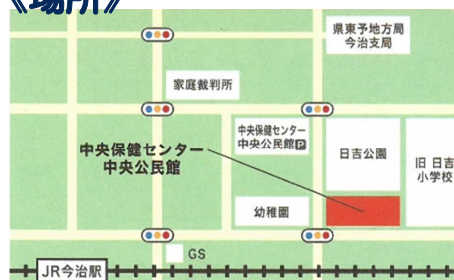 《場所》
県東予地方局
今治支局
家庭裁判所
中央保健センター
中央公民館P
中央保健センター
中央公民館
日吉公園
旧 日吉
小学校
幼稚園
GS
JR今治駅